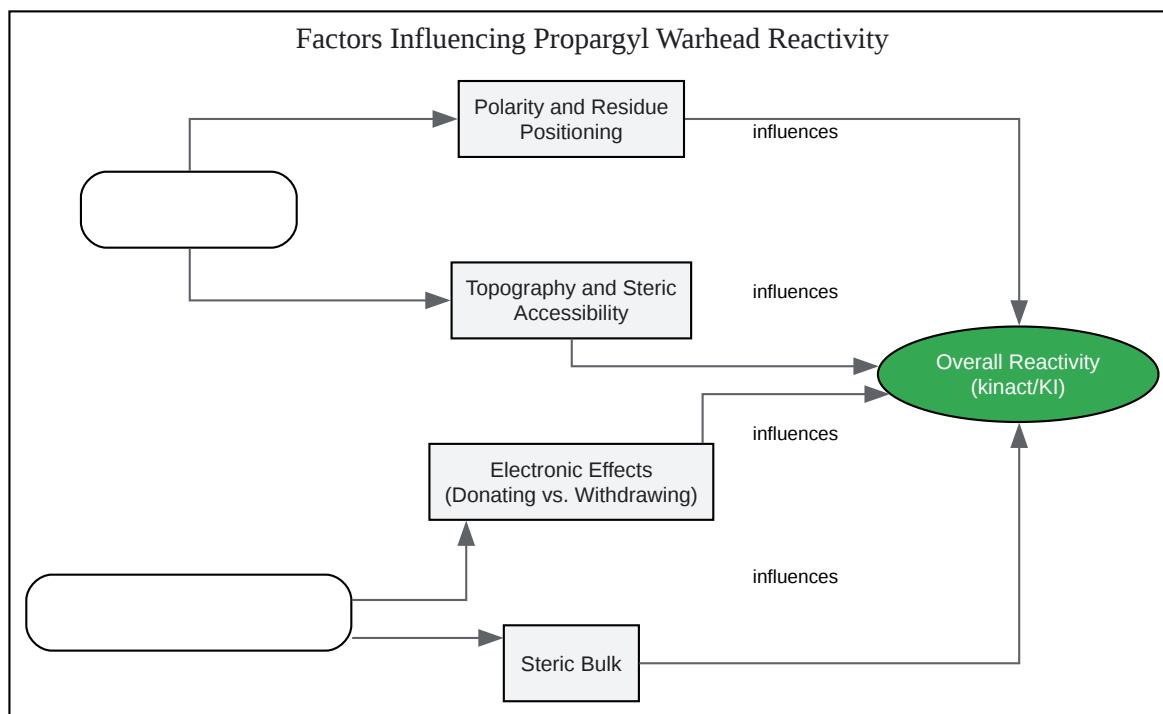 Factors Influencing Propargyl Warhead Reactivity
Polarity and Residue
Positioning
influences
Topography and Steric
Accessibility
influences
Overall Reactivity
(kinact/KI)
influences
Electronic Effects
(Donating vs. Withdrawing)
influences
Steric Bulk